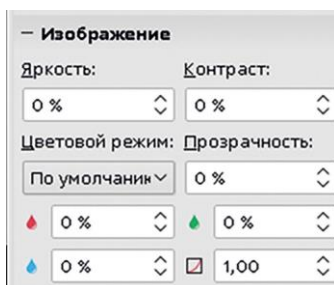 – Изображение
Яркость: Контраст:
0 % 0 %
Цветовой режим: Прозрачность:
По умолчани 0 %
0 % 0 %
0 % 1,00